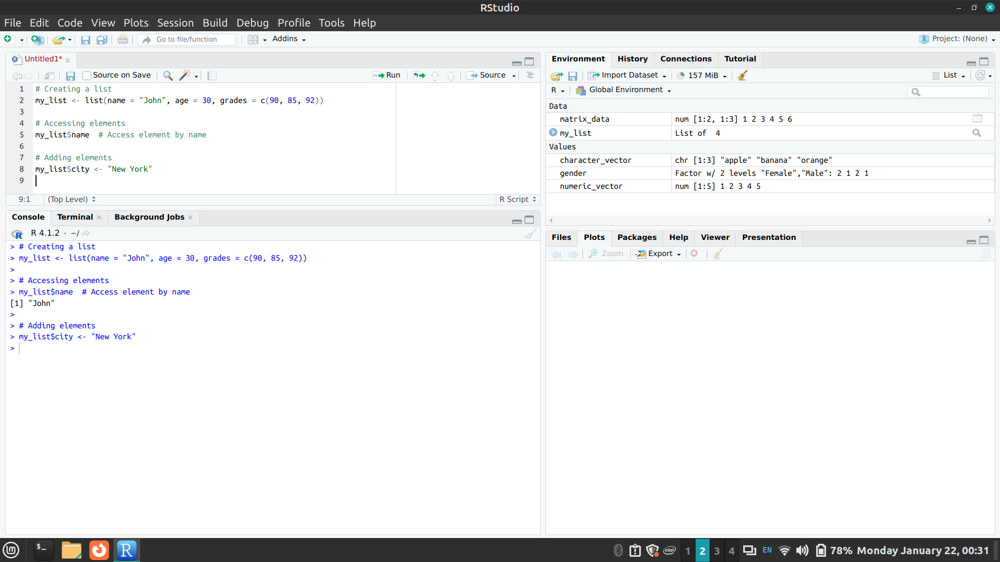 RStudio
File Edit Code View Plots Session Build Debug Profile Tools Help
Go to file/function Addins Project: (None)
Untitled1*
Source on Save Run Source
1 # Creating a list
2 my_list <- list(name = "John", age = 30, grades = c(90, 85, 92))
3
4 # Accessing elements
5 my_list$name  # Access element by name
6
7 # Adding elements
8 my_list$city <- "New York"
9
9:1 (Top Level) R Script
Console Terminal Background Jobs
R 4.1.2 · ~/
> # Creating a list
> my_list <- list(name = "John", age = 30, grades = c(90, 85, 92))
>
> # Accessing elements
> my_list$name  # Access element by name
[1] "John"
>
> # Adding elements
> my_list$city <- "New York"
>
Environment History Connections Tutorial
Import Dataset 157 MiB List
R Global Environment
Data
matrix_data num [1:2, 1:3] 1 2 3 4 5 6
my_list List of  4
Values
character_vector chr [1:3] "apple" "banana" "orange"
gender Factor w/ 2 levels "Female","Male": 2 1 2 1
numeric_vector num [1:5] 1 2 3 4 5
Files Plots Packages Help Viewer Presentation
Zoom Export
$_ R intel 1 2 3 4 EN 78% Monday January 22, 00:31